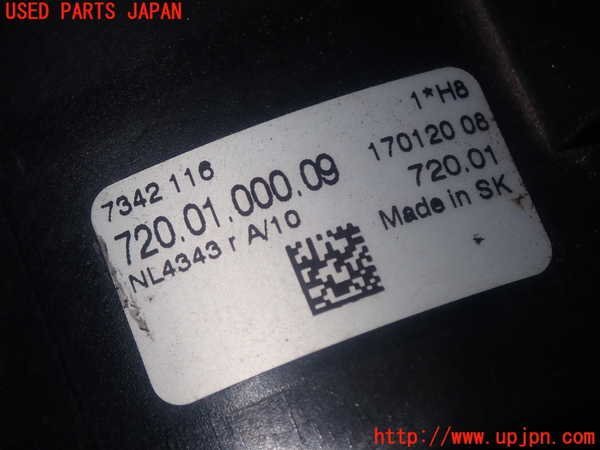 USED PARTS JAPAN
1*H8
7342 116
170120 08
720.01.000.09
720.01
NL4343 r A/10
Made in SK
http://www.upjpn.com/